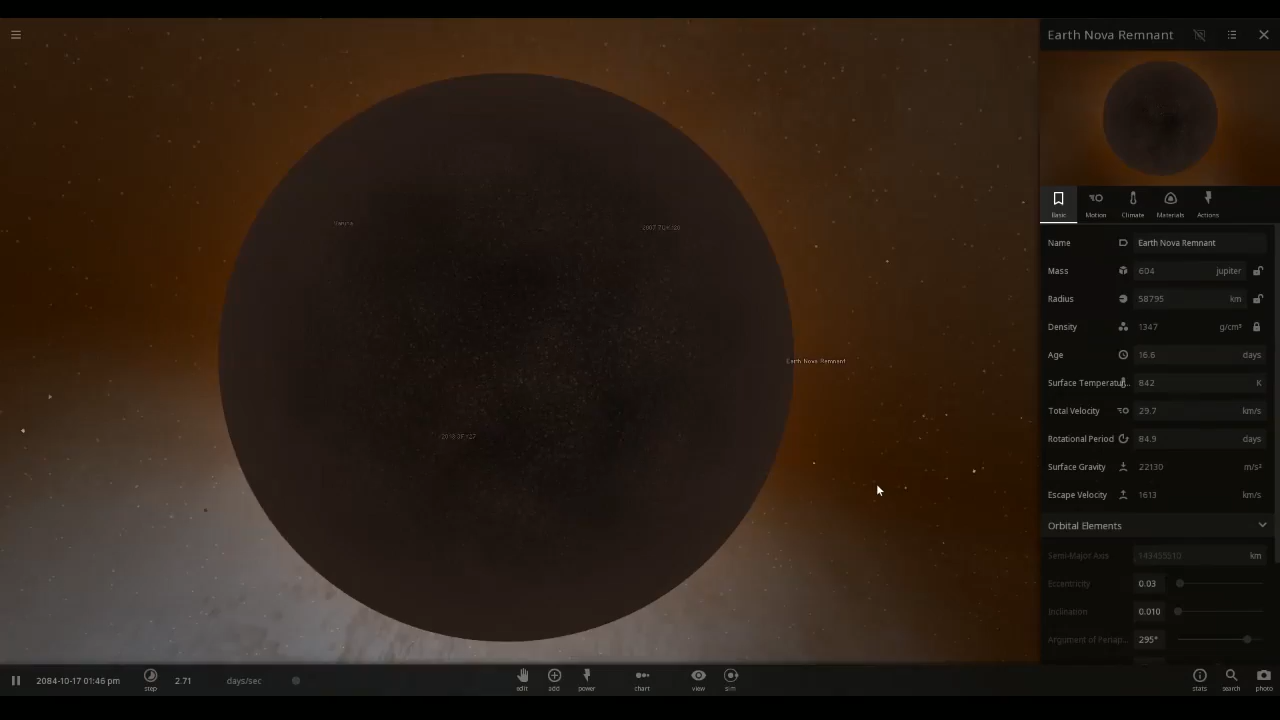 Earth Nova Remnant
Basic
Motion
Climate
Materials
Actions
Name Earth Nova Remnant
Mass 604 jupiter
Radius 58795 km
Density 1347 g/cm³
Age 16.6 days
Surface Temperatu... 842 K
Total Velocity 29.7 km/s
Rotational Period 84.9 days
Surface Gravity 22130 m/s²
Escape Velocity 1613 km/s
Orbital Elements
Semi-Major Axis 143455510 km
Eccentricity 0.03
Inclination 0.010
Argument of Periap... 295°
Earth Nova Remnant
2084-10-17 01:46 pm
step
2.71 days/sec
edit
add
power
chart
view
sim
stats
search
photo